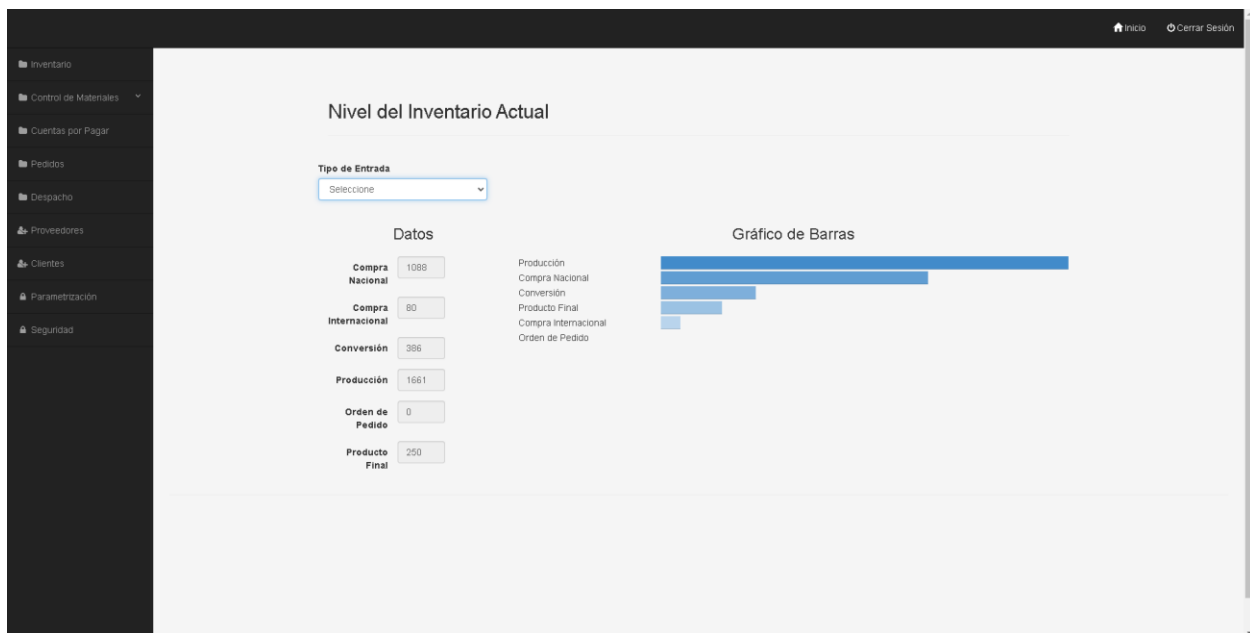 Inicio
Cerrar Sesión
Inventario
Control de Materiales
Cuentas por Pagar
Pedidos
Despacho
Proveedores
Clientes
Parametrización
Seguridad
Nivel del Inventario Actual
Tipo de Entrada
Seleccione
Datos
Compra
Nacional
1088
Compra
Internacional
80
Conversión
386
Producción
1661
Orden de
Pedido
0
Producto
Final
250
Gráfico de Barras
Producción
Compra Nacional
Conversión
Producto Final
Compra Internacional
Orden de Pedido